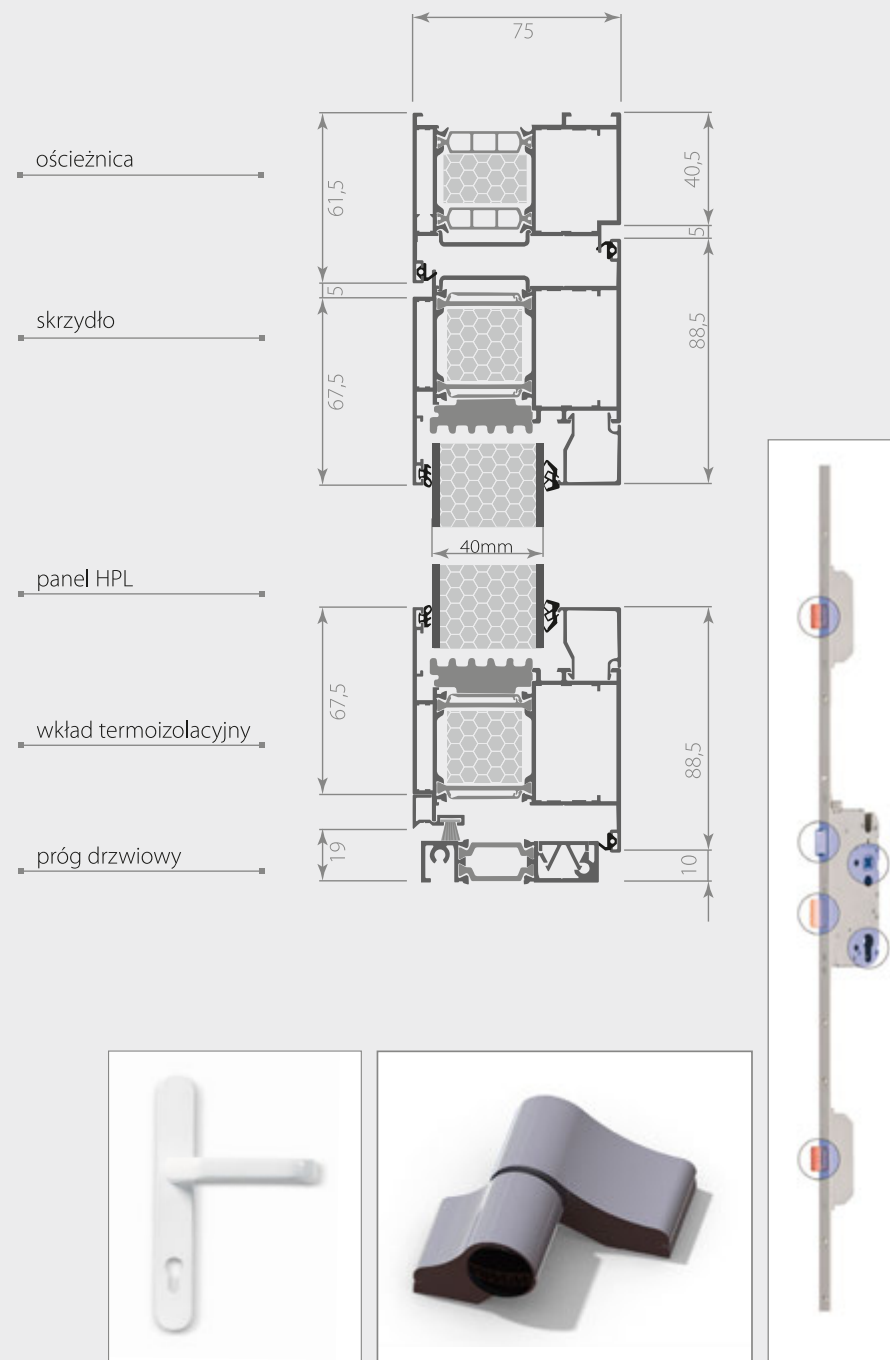 75
ościeżnica
61,5
40,5
5
5
skrzydło
67,5
88,5
40mm
panel HPL
67,5
wkład termoizolacyjny
88,5
próg drzwiowy
19
10